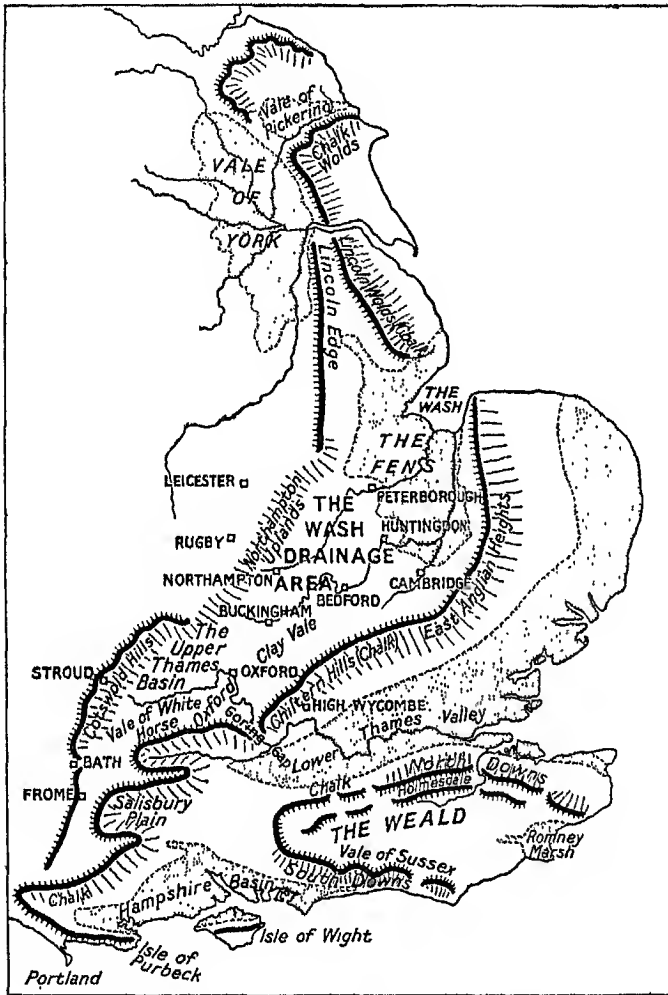 Vale of
Pickering
Chalk
Wolds
VALE
OF
YORK
Lincoln Edge
Lincoln Wolds (Chalk)
THE
WASH
THE
FENS
LEICESTER
PETERBOROUGH
Northampton
Uplands
THE
WASH
DRAINAGE
AREA
HUNTINGDON
RUGBY
NORTHAMPTON
CAMBRIDGE
BEDFORD
BUCKINGHAM
East Anglian Heights
Clay Vale
The
Upper
Thames
Basin
STROUD
Cotswold Hills
OXFORD
Chiltern Hills (Chalk)
HIGH WYCOMBE
Vale of White
Horse
Oxford
Goring Gap
Lower
Thames
Valley
BATH
FROME
Salisbury
Plain
Chalk
North
Downs
Holmesdale
THE WEALD
Vale of Sussex
South Downs
Romney
Marsh
Chalk
Hampshire
Basin
Isle of Wight
Isle of
Purbeck
Portland